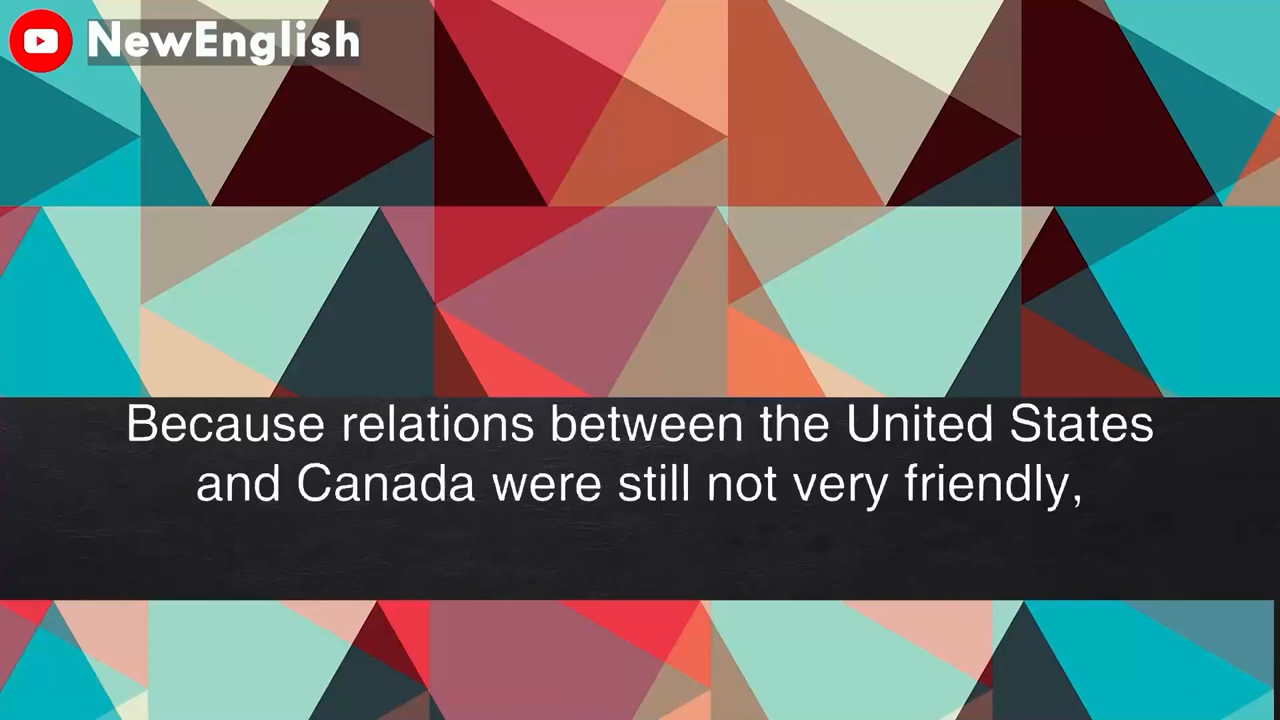 NewEnglish
Because relations between the United States
and Canada were still not very friendly,